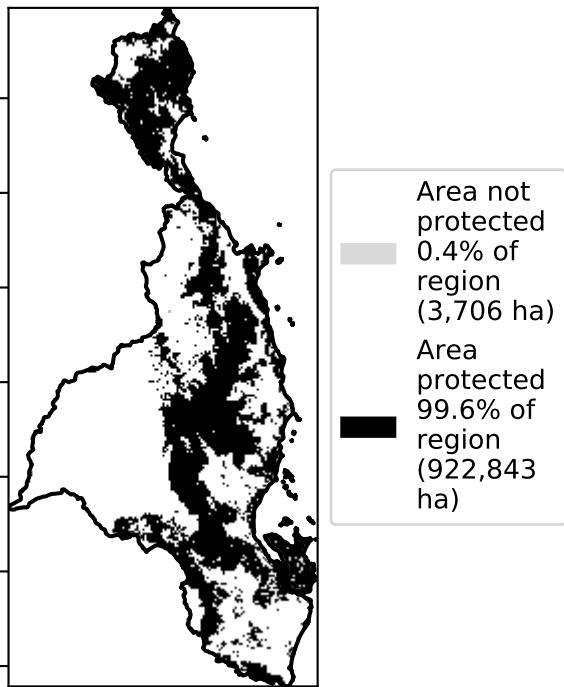 Area not
protected
0.4% of
region
(3,706 ha)
Area
protected
99.6% of
region
(922,843
ha)